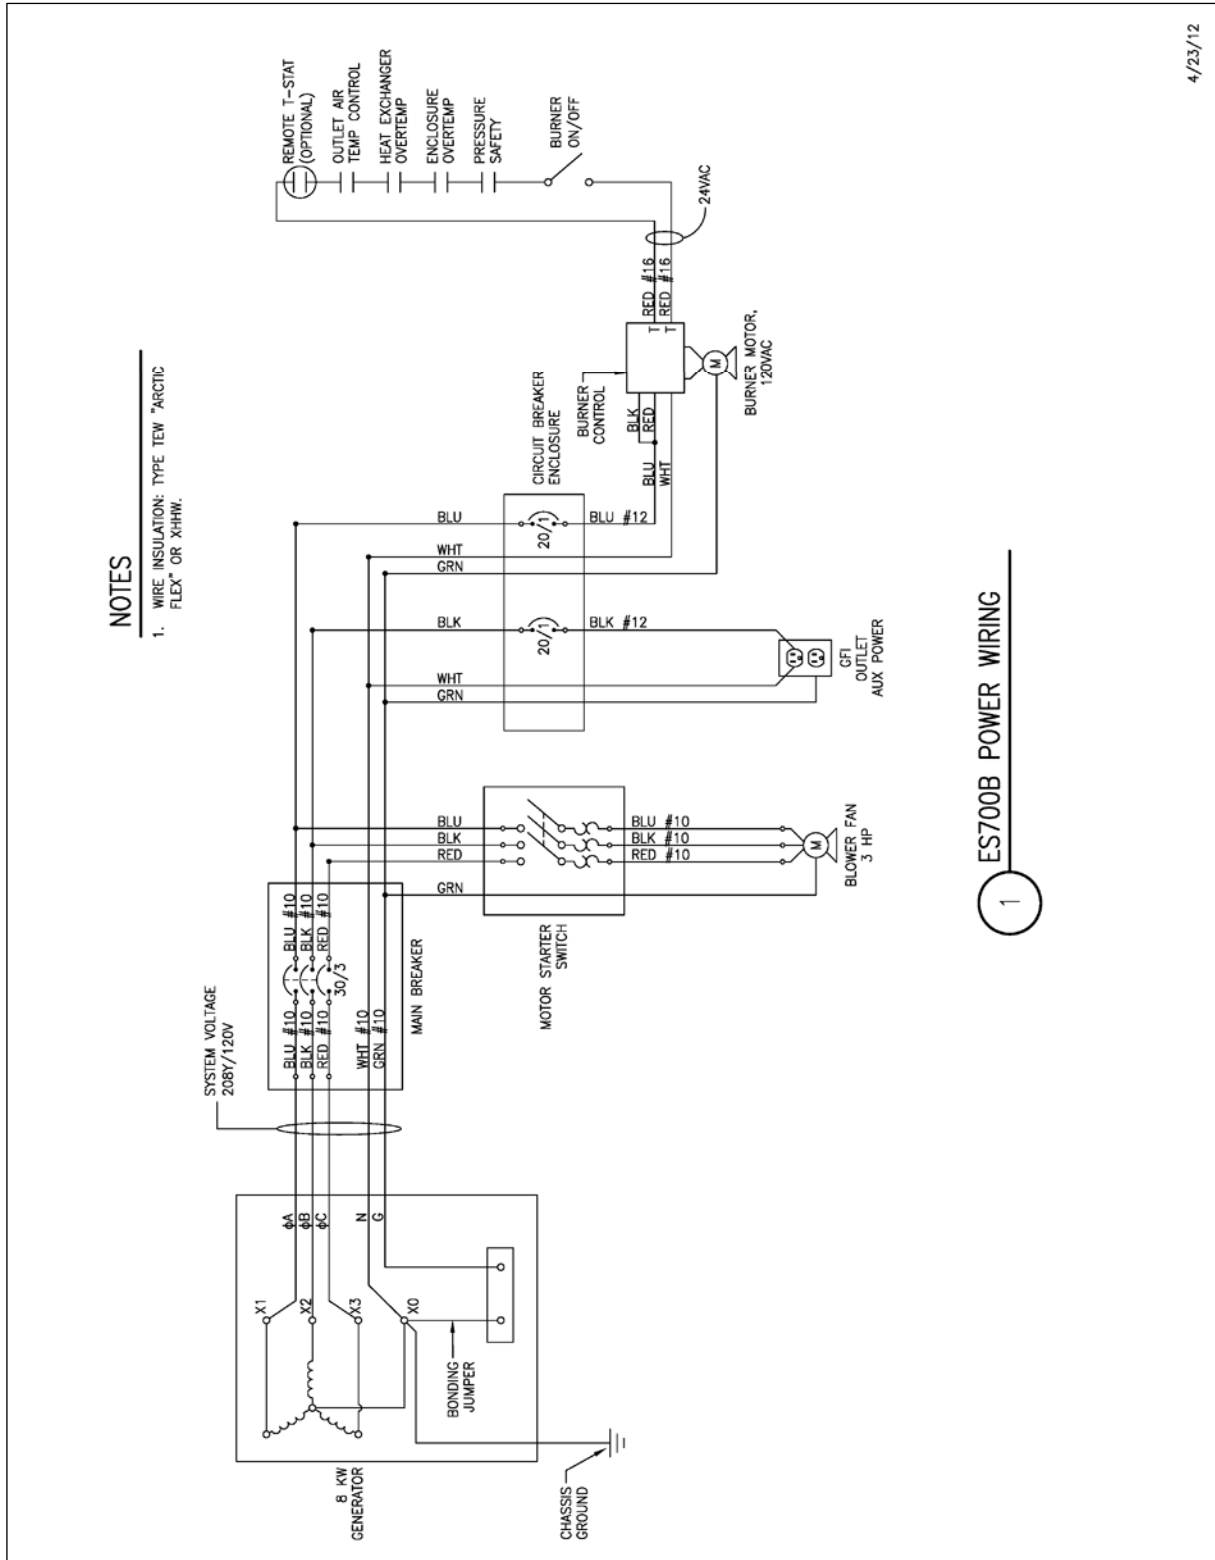 NOTES
1. WIRE INSULATION: TYPE TEW "ARCTIC
FLEX" OR XHHW.
SYSTEM VOLTAGE
208Y/120V
8 KW
GENERATOR
X1
X2
X3
X0
BONDING
JUMPER
CHASSIS
GROUND
ϕA
ϕB
ϕC
N
G
BLU #10
BLK #10
RED #10
WHT #10
GRN #10
30/3
BLU #10
BLK #10
RED #10
MAIN BREAKER
BLU
BLK
RED
GRN
MOTOR STARTER
SWITCH
BLU #10
BLK #10
RED #10
M
BLOWER FAN
3 HP
BLU
WHT
GRN
BLK
WHT
GRN
CIRCUIT BREAKER
ENCLOSURE
20/1
20/1
BLU #12
BLK #12
GFI
OUTLET
AUX POWER
BLU
WHT
BLK
RED
BURNER
CONTROL
T
T
M
BURNER MOTOR,
120VAC
RED #16
RED #16
24VAC
REMOTE T-STAT
(OPTIONAL)
OUTLET AIR
TEMP CONTROL
HEAT EXCHANGER
OVERTEMP
ENCLOSURE
OVERTEMP
PRESSURE
SAFETY
BURNER
ON/OFF
1
ES700B POWER WIRING
4/23/12